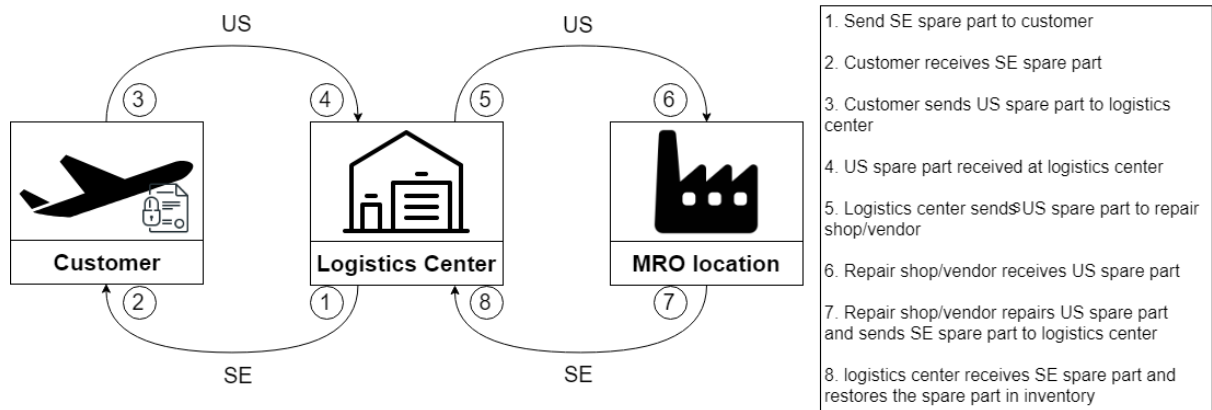 US
US
3
4
5
6
Customer
Logistics Center
MRO location
2
1
8
7
SE
SE
1. Send SE spare part to customer
2. Customer receives SE spare part
3. Customer sends US spare part to logistics
center
4. US spare part received at logistics center
5. Logistics center sends US spare part to repair
shop/vendor
6. Repair shop/vendor receives US spare part
7. Repair shop/vendor repairs US spare part
and sends SE spare part to logistics center
8. logistics center receives SE spare part and
restores the spare part in inventory